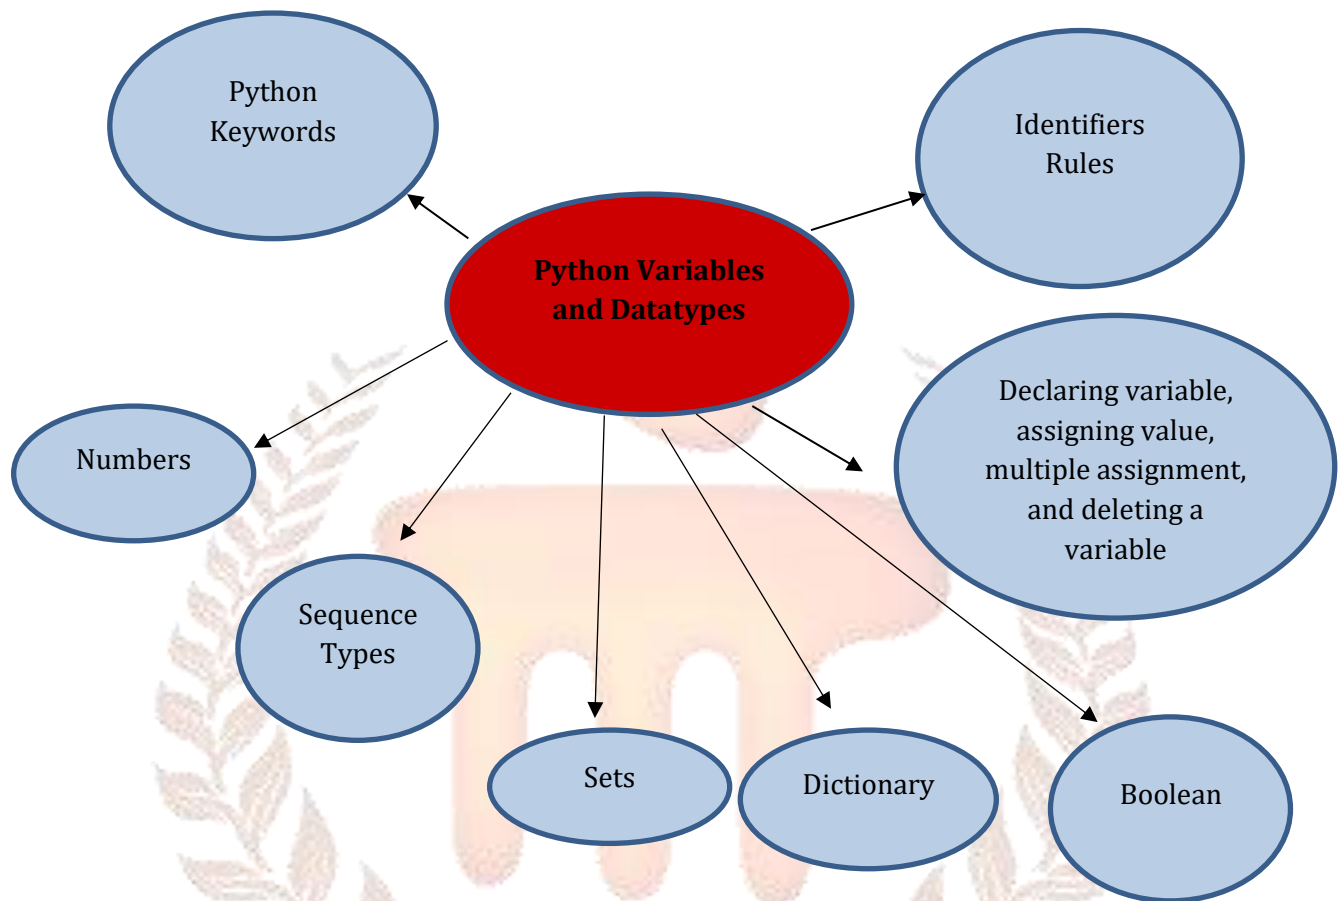 Python
Keywords
Identifiers
Rules
Python Variables
and Datatypes
Declaring variable,
assigning value,
multiple assignment,
and deleting a
variable
Numbers
Sequence
Types
Sets
Dictionary
Boolean